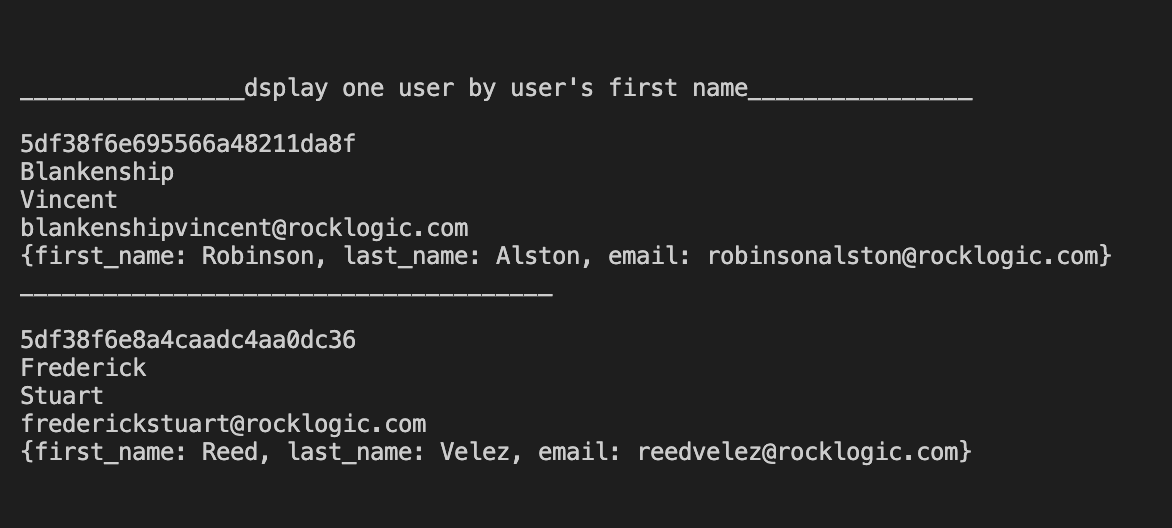 ________________dsplay one user by user's first name________________
5df38f6e695566a48211da8f
Blankenship
Vincent
blankenshipvincent@rocklogic.com
{first_name: Robinson, last_name: Alston, email: robinsonalston@rocklogic.com}
______________________________________
5df38f6e8a4caadc4aa0dc36
Frederick
Stuart
frederickstuart@rocklogic.com
{first_name: Reed, last_name: Velez, email: reedvelez@rocklogic.com}